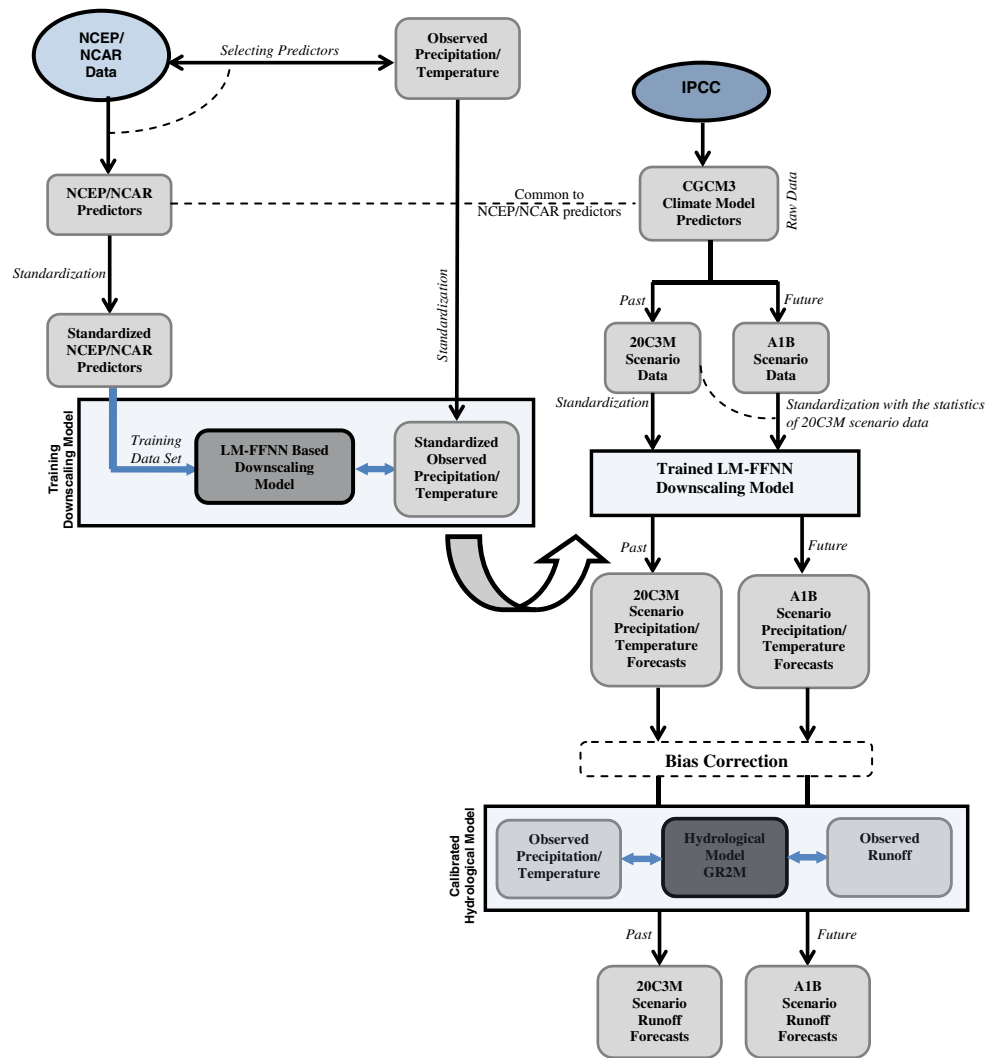 NCEP/
NCAR
Data
Selecting Predictors
Observed
Precipitation/
Temperature
IPCC
NCEP/NCAR
Predictors
Common to
NCEP/NCAR predictors
CGCM3
Climate Model
Predictors
Raw Data
Standardization
Standardization
Past
Future
Standardized
NCEP/NCAR
Predictors
20C3M
Scenario
Data
A1B
Scenario
Data
Standardization
Standardization with the statistics
of 20C3M scenario data
Training
Downscaling Model
Training
Data Set
LM-FFNN Based
Downscaling
Model
Standardized
Observed
Precipitation/
Temperature
Trained LM-FFNN
Downscaling Model
Past
Future
20C3M
Scenario
Precipitation/
Temperature
Forecasts
A1B
Scenario
Precipitation/
Temperature
Forecasts
Bias Correction
Calibrated
Hydrological Model
Observed
Precipitation/
Temperature
Hydrological
Model
GR2M
Observed
Runoff
Past
Future
20C3M
Scenario
Runoff
Forecasts
A1B
Scenario
Runoff
Forecasts